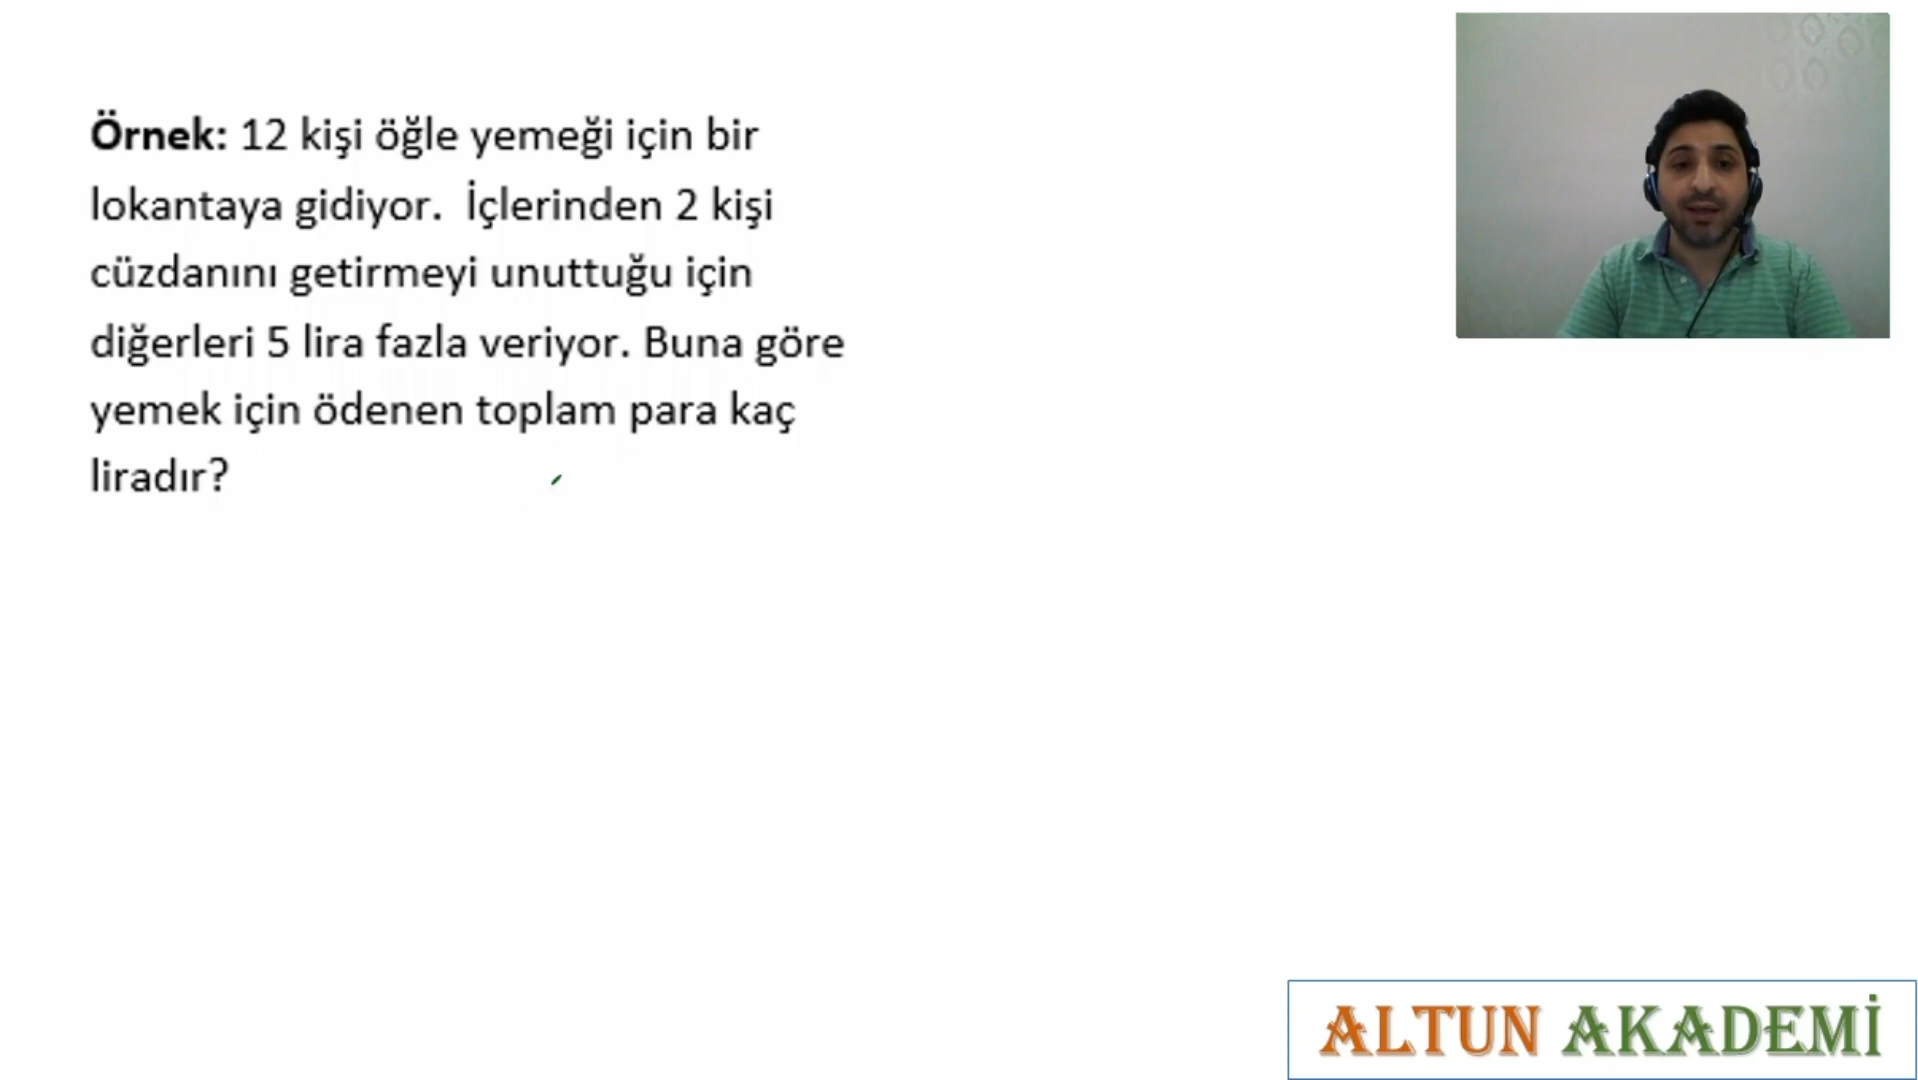 Örnek: 12 kişi öğle yemeği için bir
lokantaya gidiyor. İçlerinden 2 kişi
cüzdanını getirmeyi unuttuğu için
diğerleri 5 lira fazla veriyor. Buna göre
yemek için ödenen toplam para kaç
liradır?
ALTUN AKADEMİ